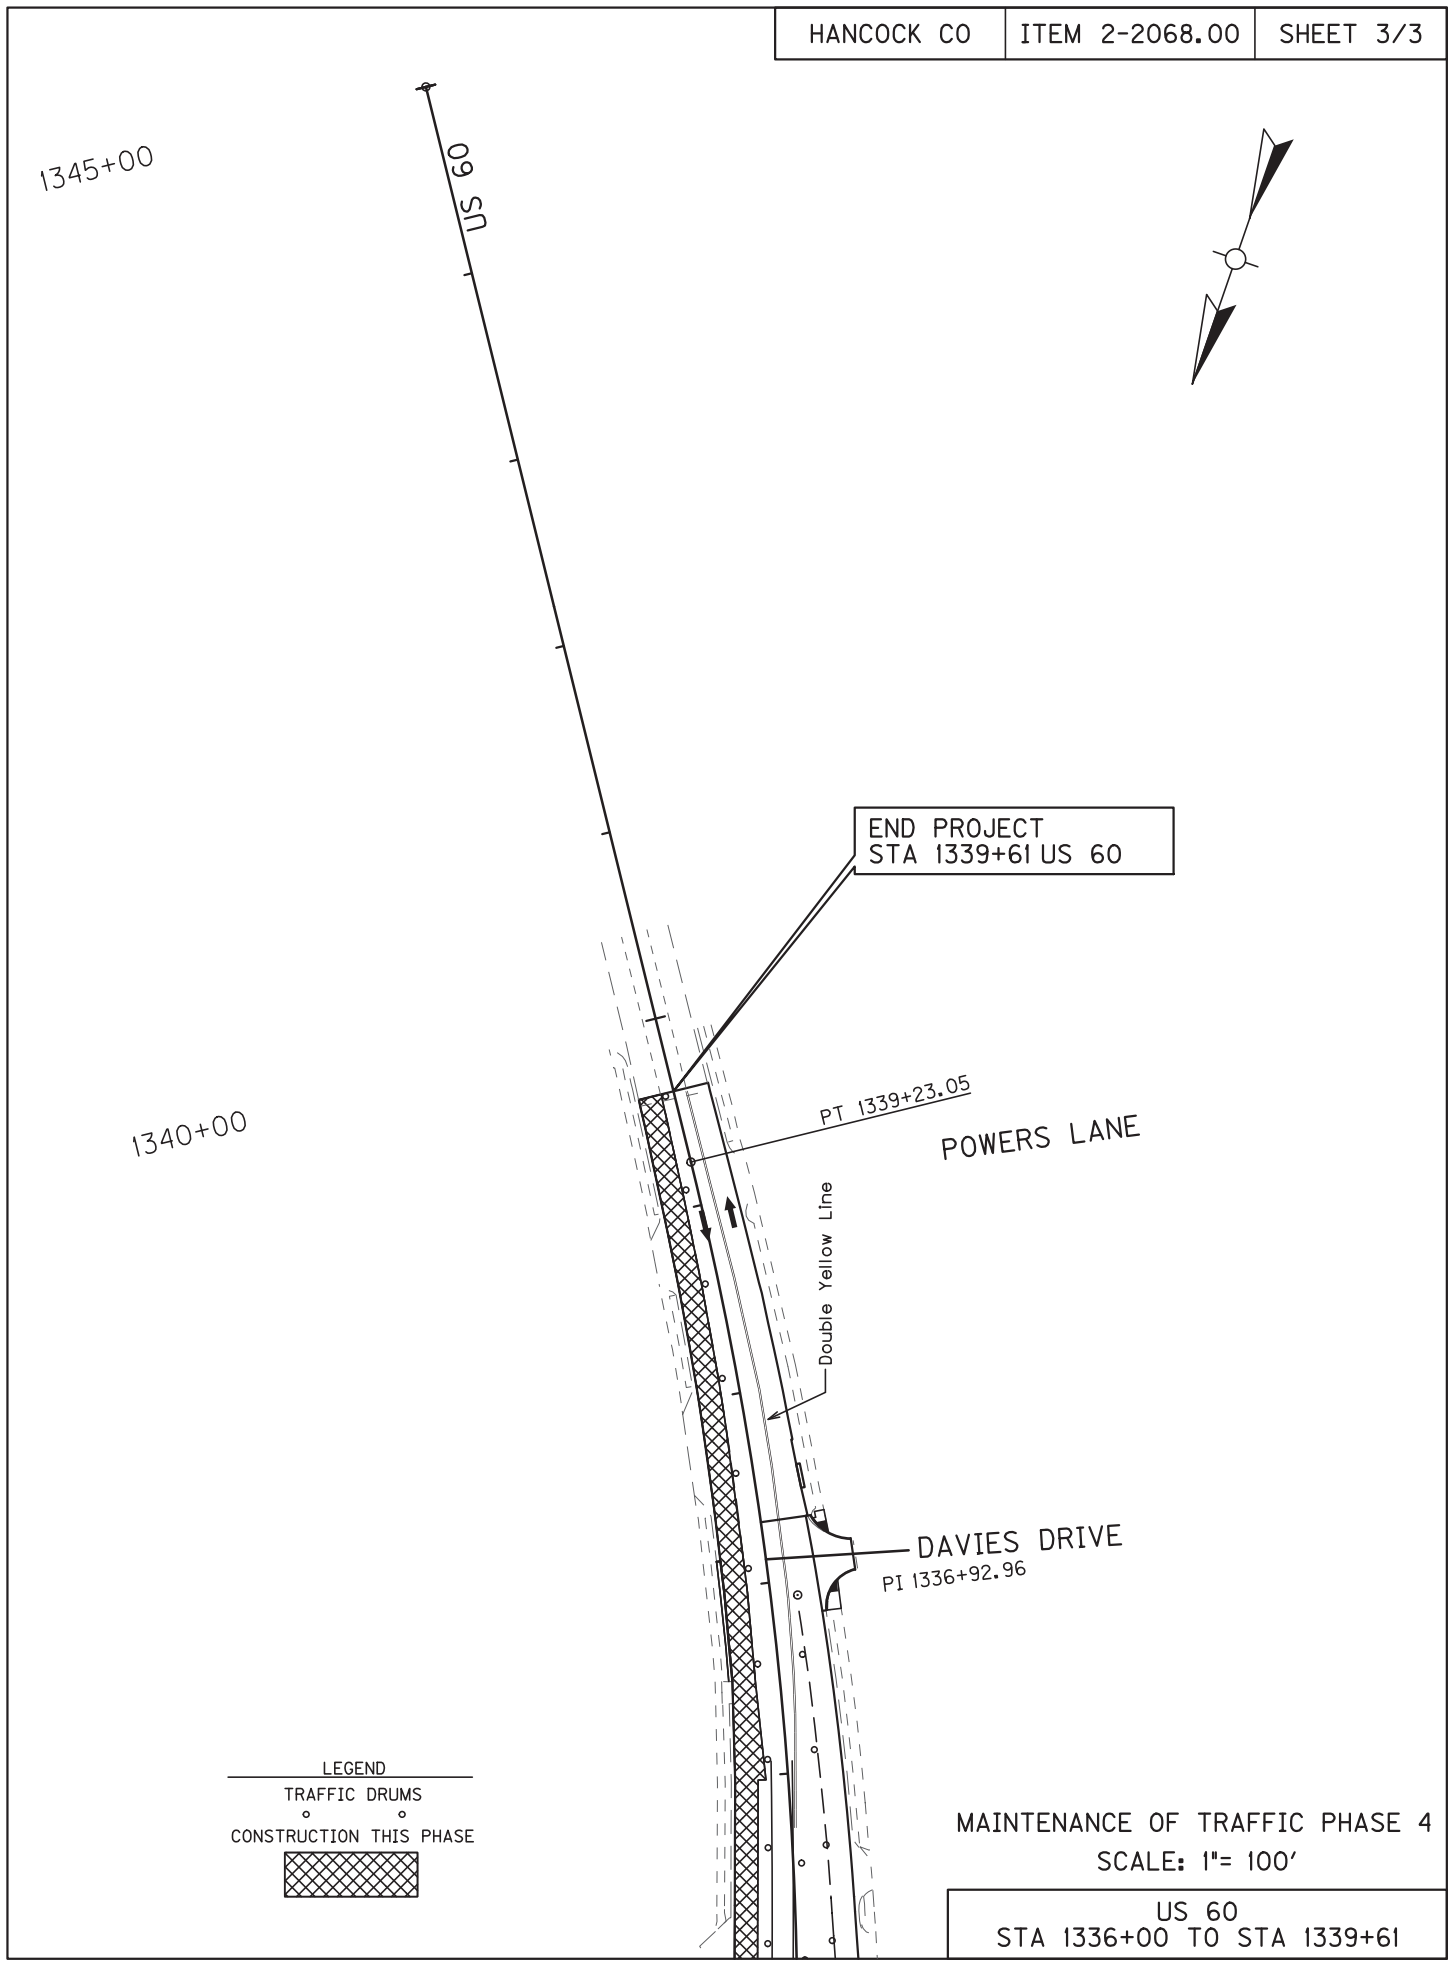 HANCOCK CO
ITEM 2-2068.00
SHEET 3/3
1345+00
US 60
END PROJECT
STA 1339+61 US 60
PT 1339+23.05
1340+00
POWERS LANE
Double Yellow Line
DAVIES DRIVE
PI 1336+92.96
LEGEND
TRAFFIC DRUMS
CONSTRUCTION THIS PHASE
MAINTENANCE OF TRAFFIC PHASE 4
SCALE: 1"= 100'
US 60
STA 1336+00 TO STA 1339+61